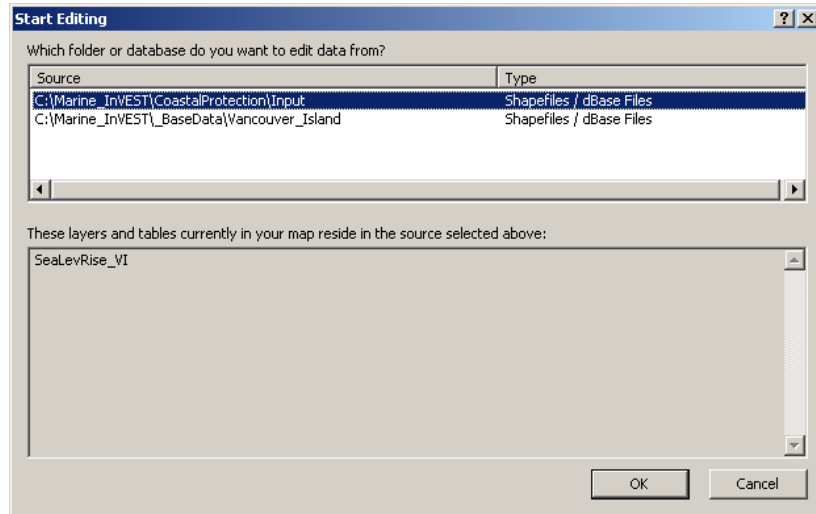 Start Editing
Which folder or database do you want to edit data from?
Source Type
C:\Marine_InVEST\CoastalProtection\Input Shapefiles / dBase Files
C:\Marine_InVEST\_BaseData\Vancouver_Island Shapefiles / dBase Files
These layers and tables currently in your map reside in the source selected above:
SeaLevRise_VI
OK Cancel